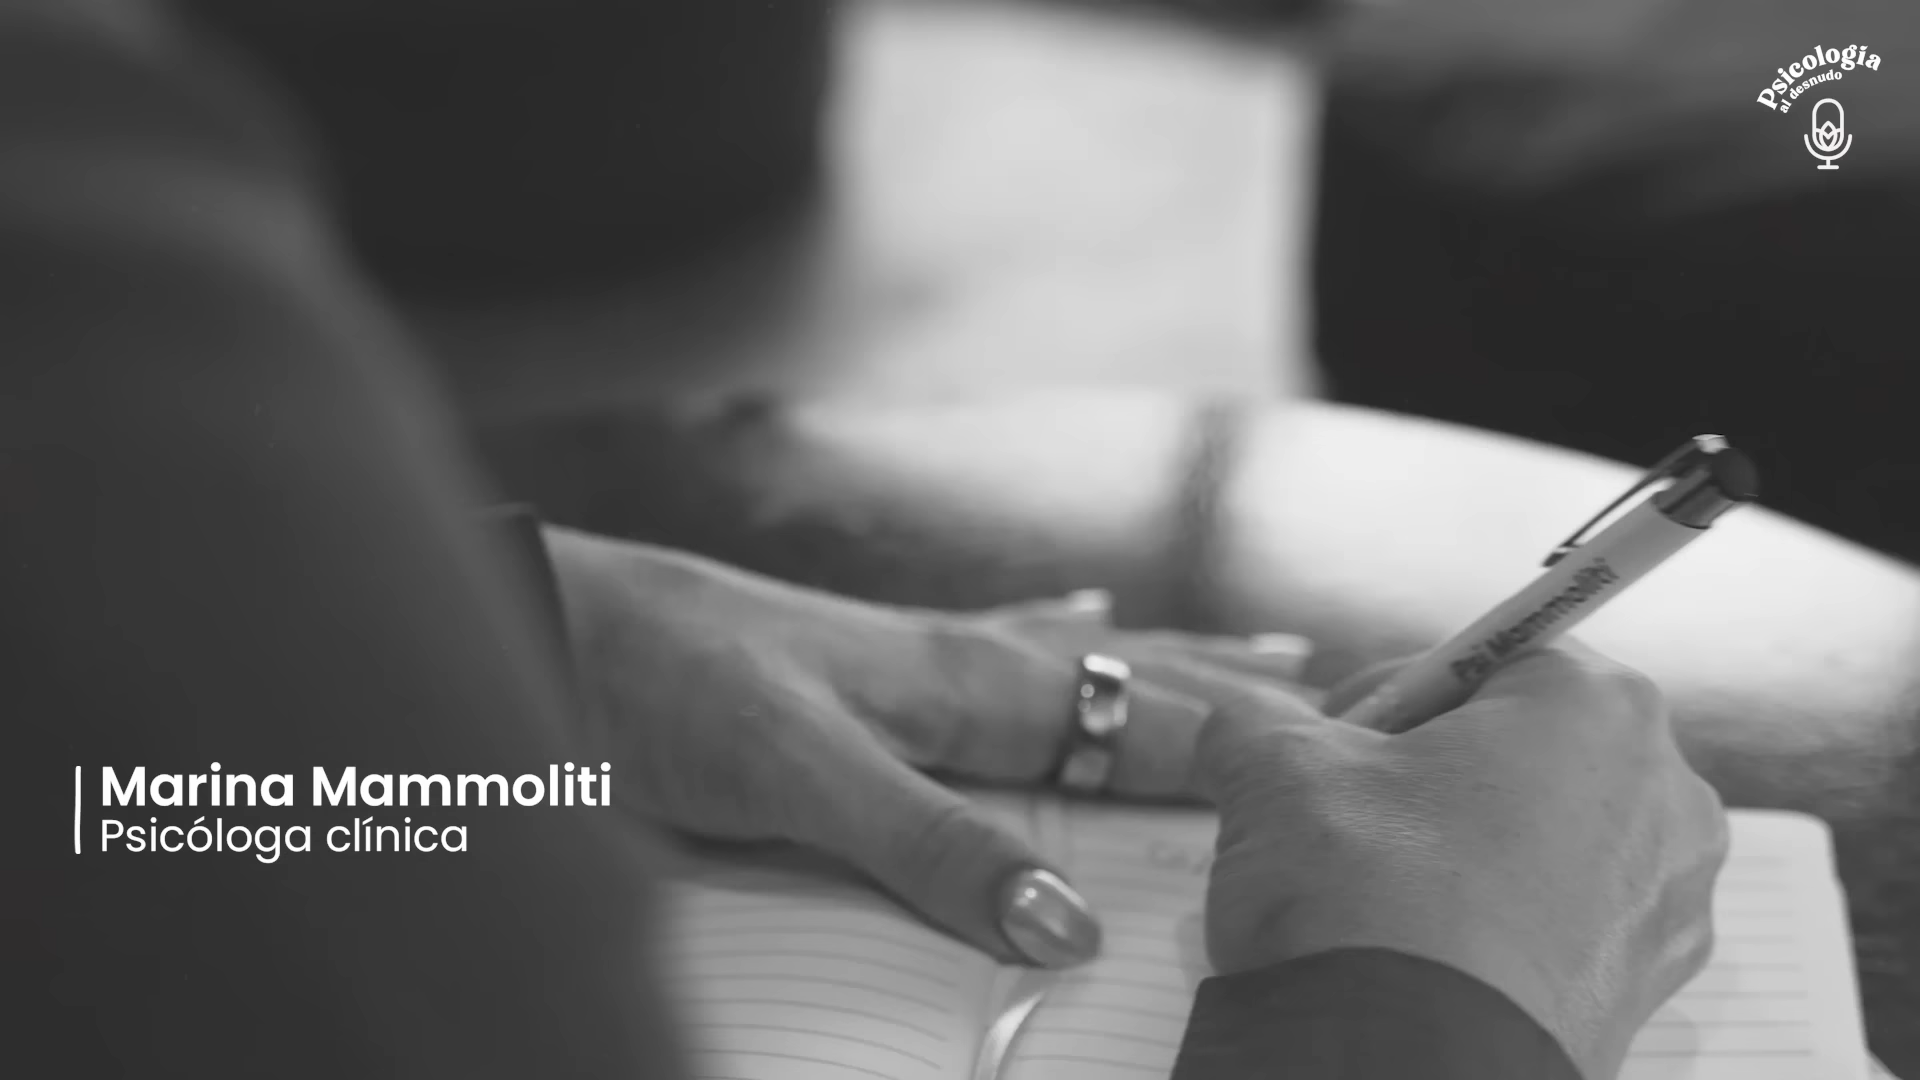 Psicología
al desnudo
Psi Mammoliti
Marina Mammoliti
Psicóloga clínica